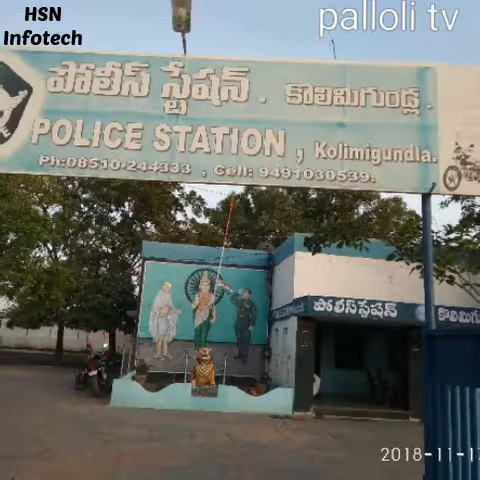 HSN
Infotech
palloli tv
పోలీస్ స్టేషన్ . కొలిమిగుండ్ల.
POLICE STATION , Kolimigundla.
Ph:08510-244333 , Cell: 9491030539.
పోలీస్ స్టేషన్
2018-11-1